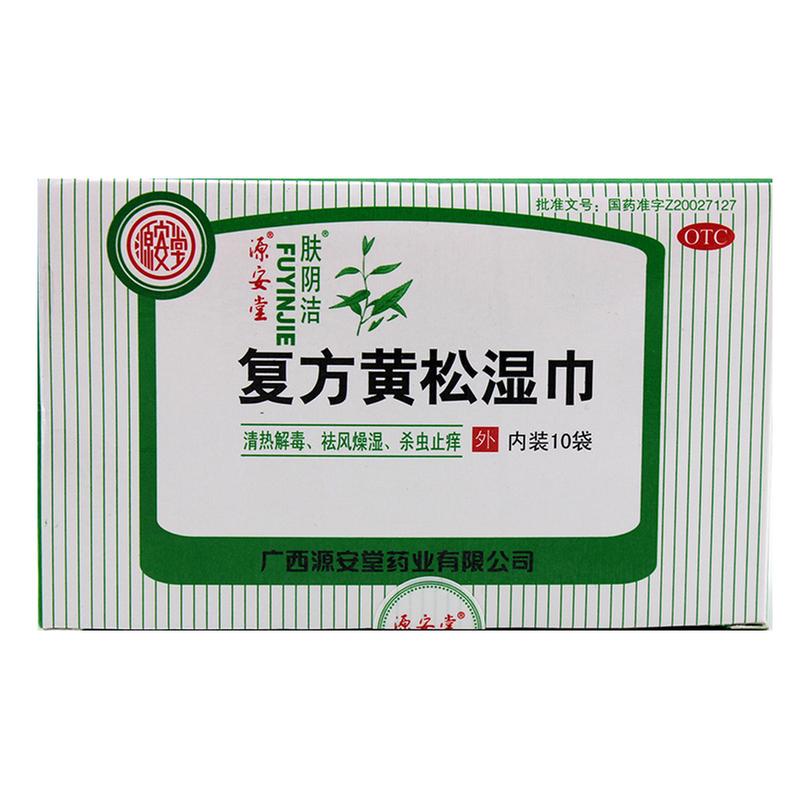 批准文号：国药准字Z20027127
OTC
源安堂
源安堂®
FUYINJIE
肤阴洁®
复方黄松湿巾
清热解毒、祛风燥湿、杀虫止痒 外 内装10袋
广西源安堂药业有限公司
源安堂®